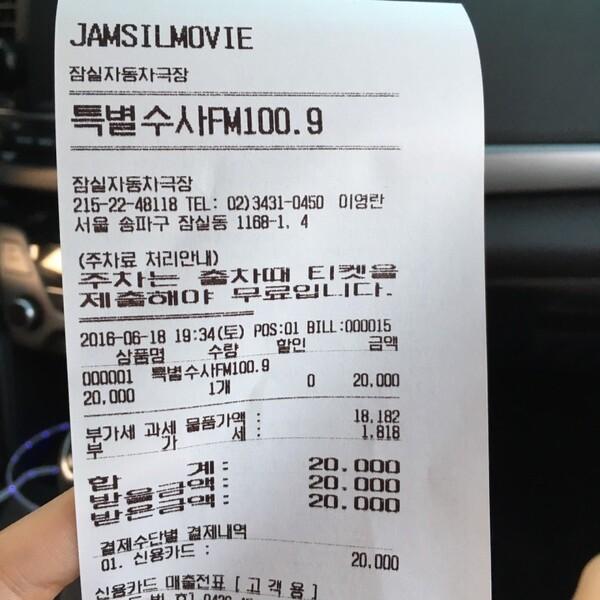 JAMSILMOVIE
잠실자동차극장
특별수사FM100.9
잠실자동차극장
215-22-48118 TEL: 02)3431-0450 이영란
서울 송파구 잠실동 1168-1, 4
(주차료 처리안내)
주차는 출차때 티켓을
제출해야 무료입니다.
2016-06-18 19:34(토) POS:01 BILL:000015
상품명 수량 할인 금액
000001 특별수사FM100.9
20,000 1개 0 20,000
부가세 과세 물품가액 : 18,182
부 가 세 : 1,818
합 계: 20,000
받을금액: 20,000
받은금액: 20,000
결제수단별 결제내역
01. 신용카드 : 20,000
신용카드 매출전표 [ 고 객 용 ]